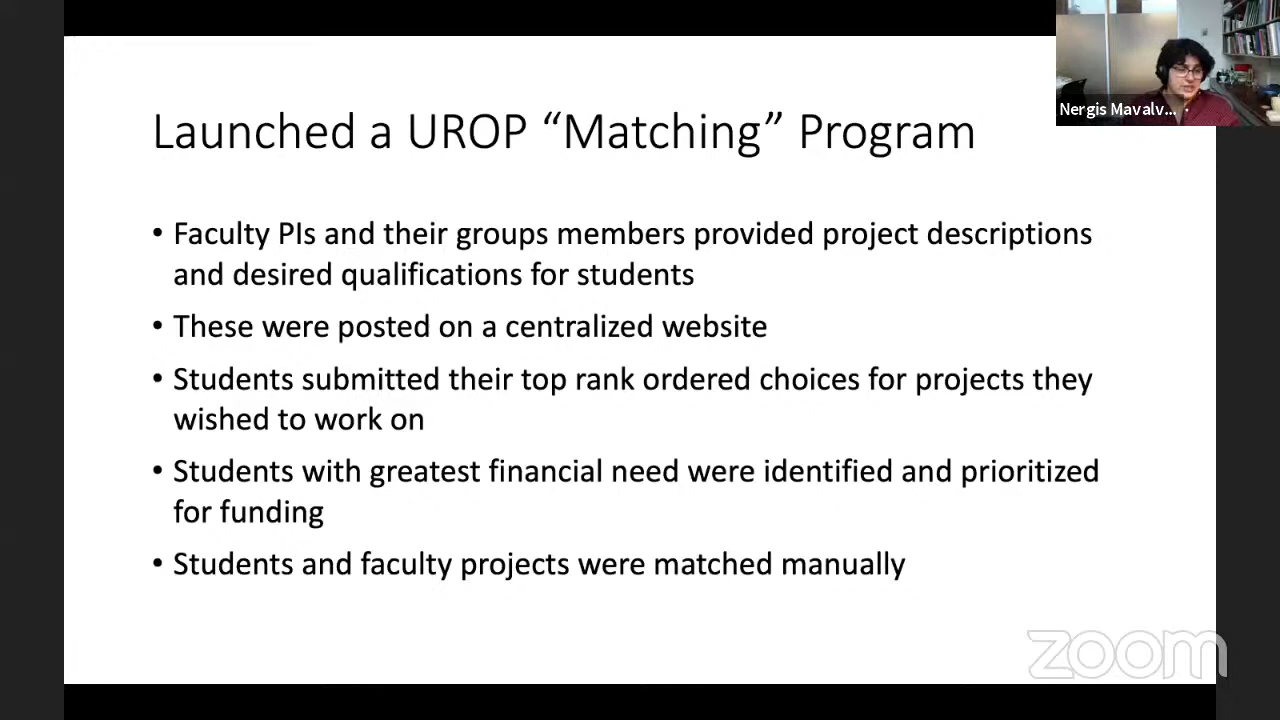 Launched a UROP “Matching” Program
Nergis Mavalv...
• Faculty PIs and their groups members provided project descriptions
and desired qualifications for students
• These were posted on a centralized website
• Students submitted their top rank ordered choices for projects they
wished to work on
• Students with greatest financial need were identified and prioritized
for funding
• Students and faculty projects were matched manually
zoom